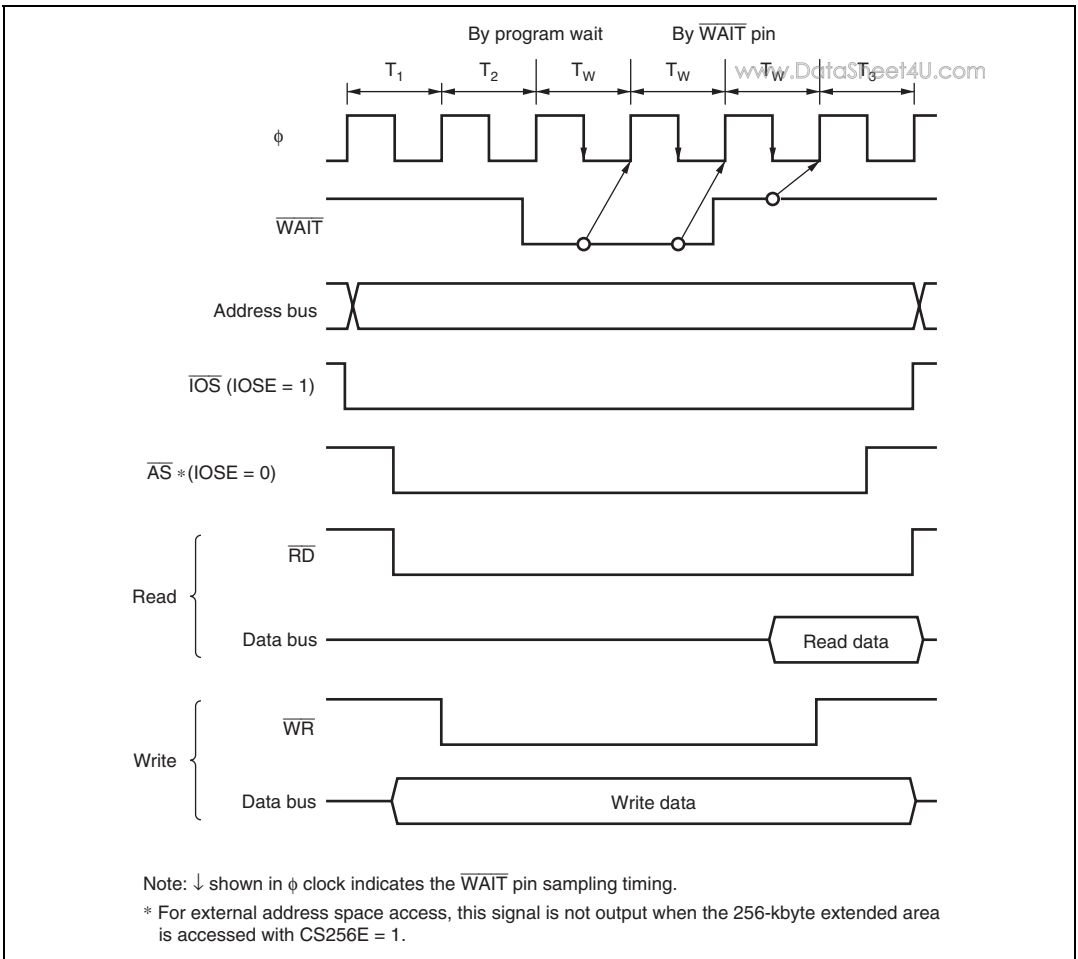 By program wait By WAIT pin
T1 T2 TW TW TW T3
www.DataSheet4U.com
φ
WAIT
Address bus
IOS (IOSE = 1)
AS *(IOSE = 0)
RD
Read
Data bus Read data
WR
Write
Data bus Write data
Note: ↓ shown in φ clock indicates the WAIT pin sampling timing.
* For external address space access, this signal is not output when the 256-kbyte extended area
is accessed with CS256E = 1.